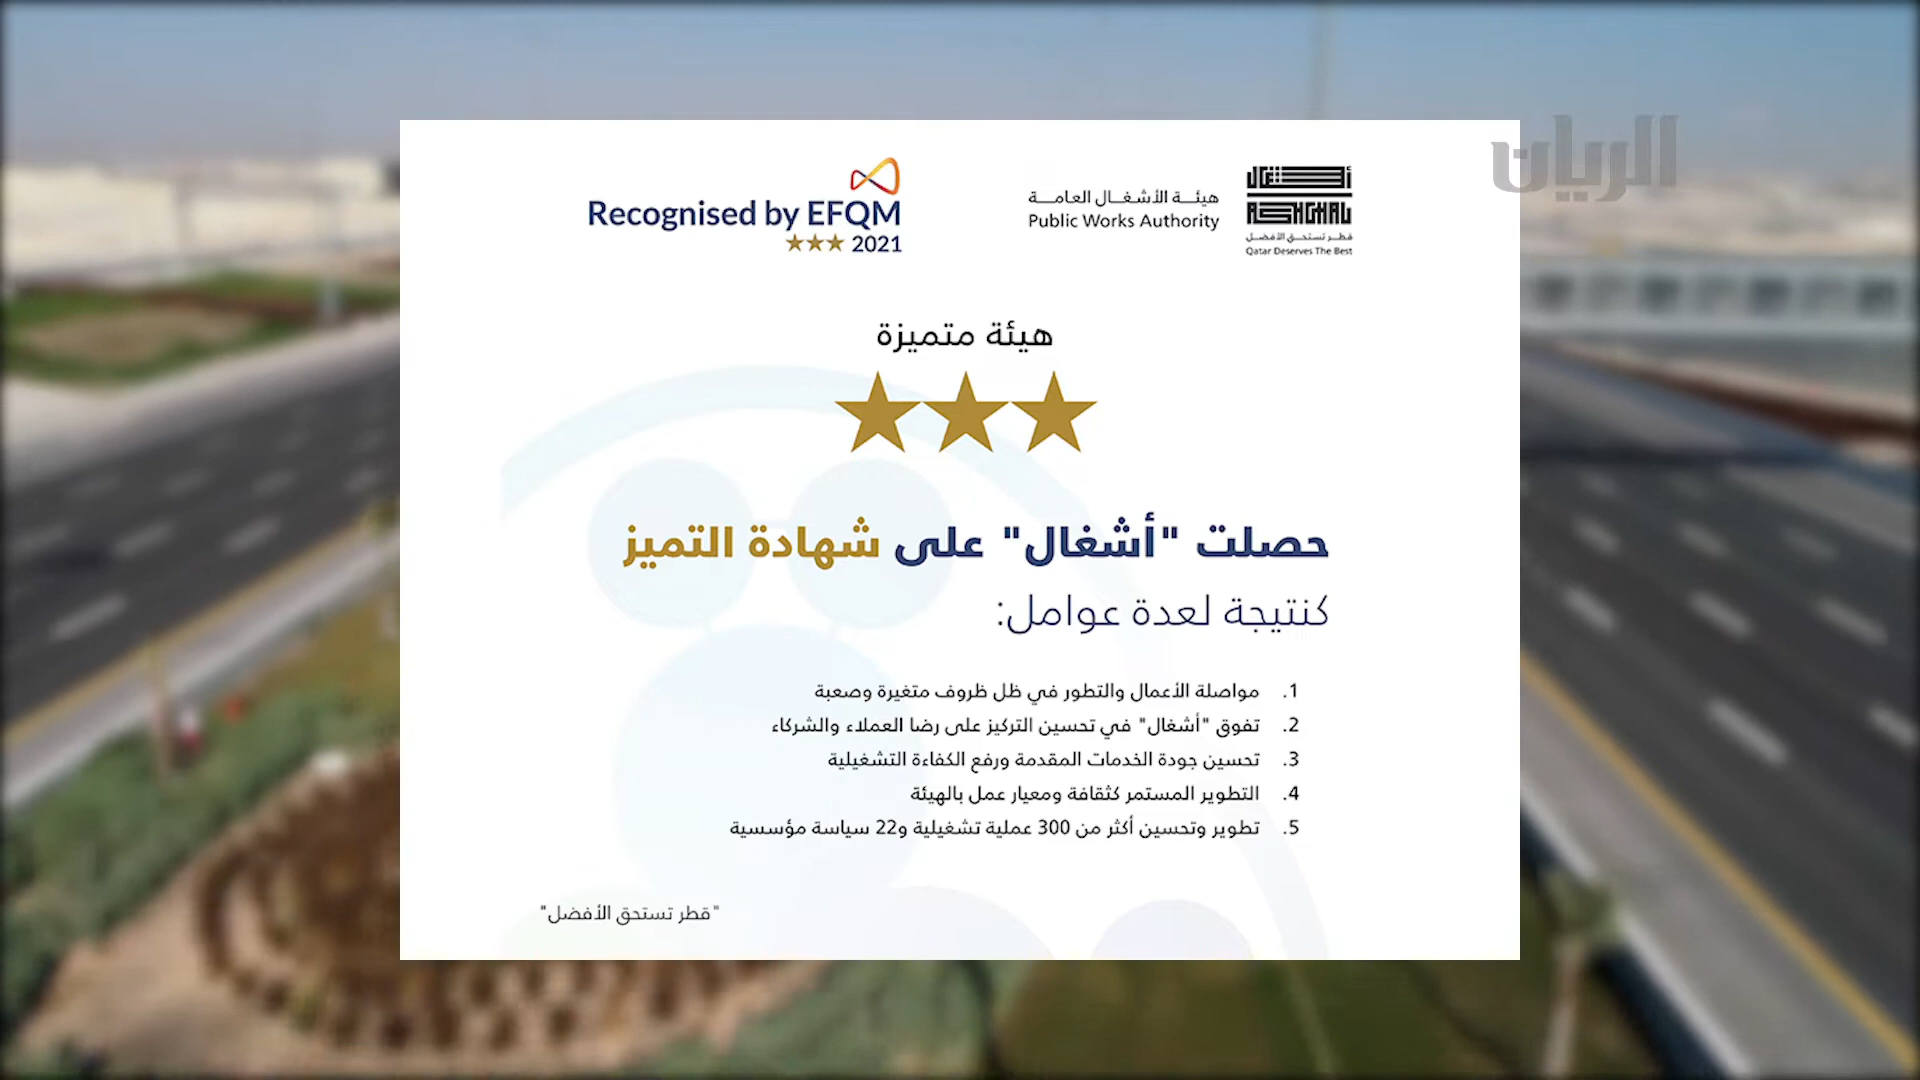 الريان
Recognised by EFQM
★★★ 2021
هيئة الأشغال العامة
Public Works Authority
أشغال
ASHGHAL
قطر تستحق الأفضل
Qatar Deserves The Best
هيئة متميزة
حصلت "أشغال" على شهادة التميز
كنتيجة لعدة عوامل:
1. مواصلة الأعمال والتطور في ظل ظروف متغيرة وصعبة
2. تفوق "أشغال" في تحسين التركيز على رضا العملاء والشركاء
3. تحسين جودة الخدمات المقدمة ورفع الكفاءة التشغيلية
4. التطوير المستمر كثقافة ومعيار عمل بالهيئة
5. تطوير وتحسين أكثر من 300 عملية تشغيلية و22 سياسة مؤسسية
"قطر تستحق الأفضل"